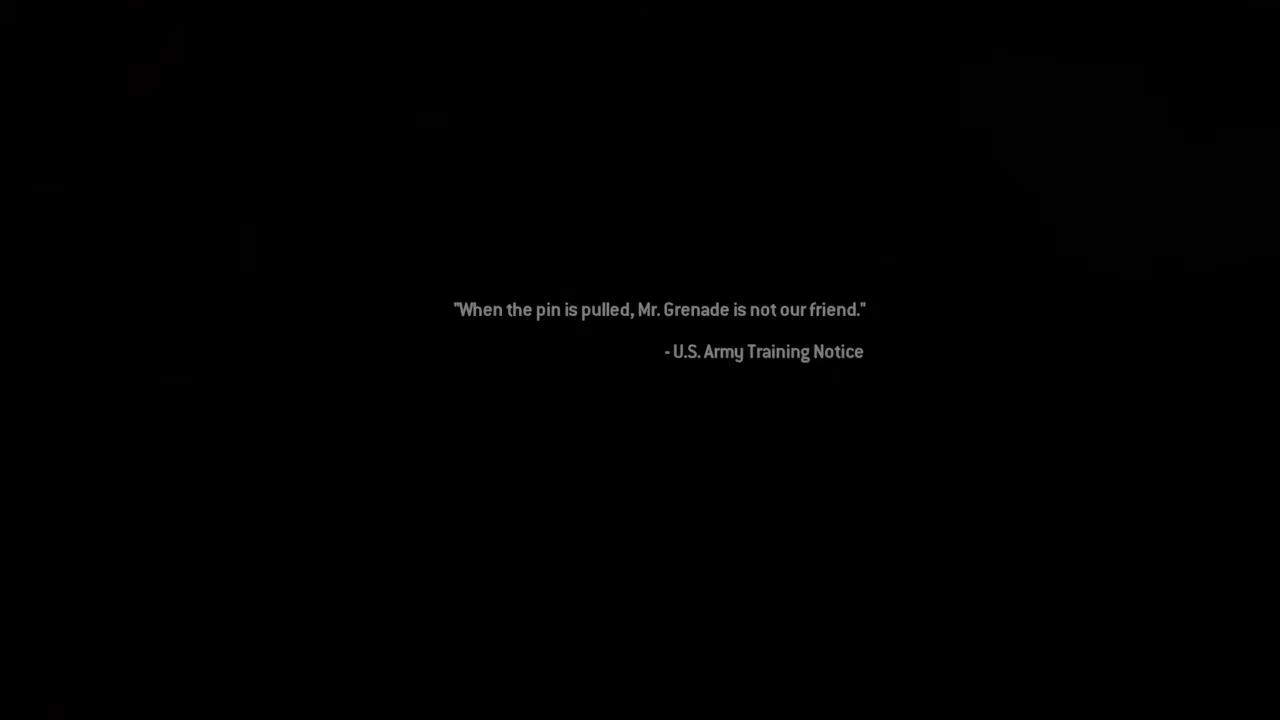 "When the pin is pulled, Mr. Grenade is not our friend."
- U.S. Army Training Notice